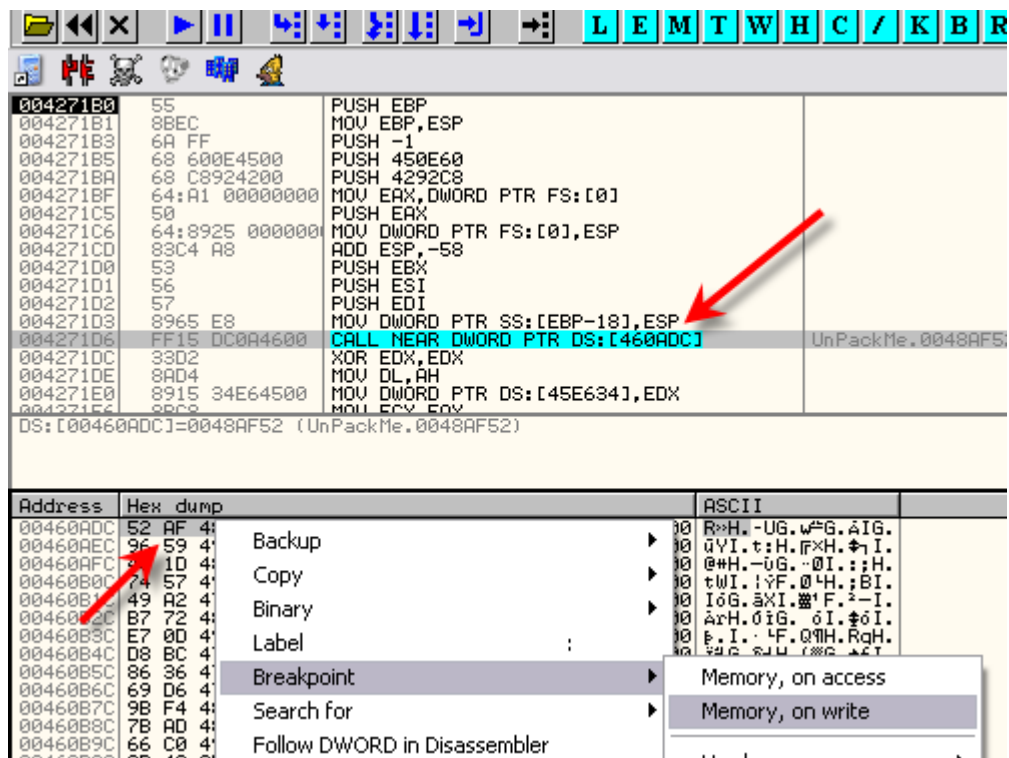 L E M T W H C / K B R
004271B0 55 PUSH EBP
004271B1 8BEC MOV EBP,ESP
004271B3 6A FF PUSH -1
004271B5 68 600E4500 PUSH 450E60
004271BA 68 C8924200 PUSH 4292C8
004271BF 64:A1 00000000 MOV EAX,DWORD PTR FS:[0]
004271C5 50 PUSH EAX
004271C6 64:8925 000000 MOV DWORD PTR FS:[0],ESP
004271CD 83C4 A8 ADD ESP,-58
004271D0 53 PUSH EBX
004271D1 56 PUSH ESI
004271D2 57 PUSH EDI
004271D3 8965 E8 MOV DWORD PTR SS:[EBP-18],ESP
004271D6 FF15 DC0A4600 CALL NEAR DWORD PTR DS:[460ADC] UnPackMe.0048AF52
004271DC 33D2 XOR EDX,EDX
004271DE 8AD4 MOV DL,AH
004271E0 8915 34E64500 MOV DWORD PTR DS:[45E634],EDX
DS:[00460ADC]=0048AF52 (UnPackMe.0048AF52)
Address Hex dump ASCII
00460ADC 52 AF
00460AEC 96 59
00460AFC 1D
00460B0C 74 57
49 A2
B7 72
00460B3C E7 0D
00460B4C D8 BC
00460B5C 86 36
00460B6C 69 D6
00460B7C 9B F4
00460B8C 7B AD
00460B9C 66 C0
Backup
Copy
Binary
Label :
Breakpoint
Search for
Follow DWORD in Disassembler
Memory, on access
Memory, on write